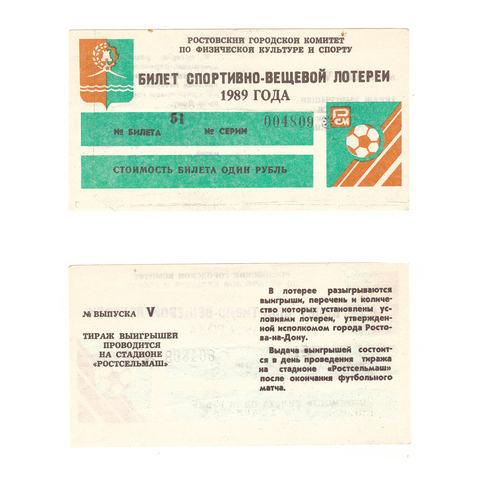 РОСТОВСКИЙ ГОРОДСКОЙ КОМИТЕТ
ПО ФИЗИЧЕСКОЙ КУЛЬТУРЕ И СПОРТУ
БИЛЕТ СПОРТИВНО-ВЕЩЕВОЙ ЛОТЕРЕИ
1989 ГОДА
51 004809
№ БИЛЕТА № СЕРИИ
РСМ
СТОИМОСТЬ БИЛЕТА ОДИН РУБЛЬ
№ ВЫПУСКА V
ТИРАЖ ВЫИГРЫШЕЙ
ПРОВОДИТСЯ
НА СТАДИОНЕ
«РОСТСЕЛЬМАШ»
В лотерее разыгрываются
выигрыши, перечень и количе-
ство которых установлены ус-
ловиями лотереи, утвержден-
ной исполкомом города Росто-
ва-на-Дону.
Выдача выигрышей состоит-
ся в день проведения тиража
на стадионе «Ростсельмаш»
после окончания футбольного
матча.